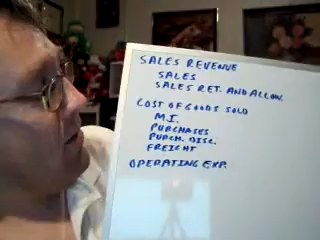 SALES REVENUE
SALES
SALES RET. AND ALLOW.
COST OF GOODS SOLD
M.I.
PURCHASES
PURCH. DISC.
FREIGHT
OPERATING EXP.